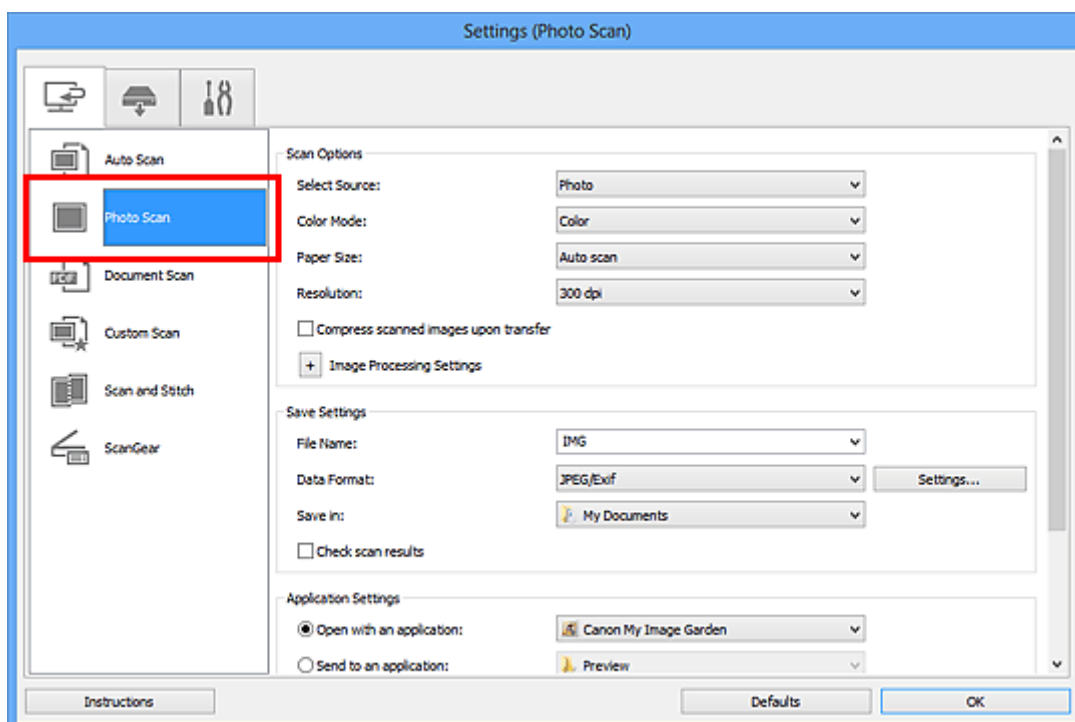 Settings (Photo Scan)
Auto Scan
Photo Scan
Document Scan
Custom Scan
Scan and Stitch
ScanGear
Scan Options
Select Source: Photo
Color Mode: Color
Paper Size: Auto scan
Resolution: 300 dpi
Compress scanned images upon transfer
+ Image Processing Settings
Save Settings
File Name: IMG
Data Format: JPEG/Exif Settings...
Save in: My Documents
Check scan results
Application Settings
Open with an application: Canon My Image Garden
Send to an application: Preview
Instructions Defaults OK